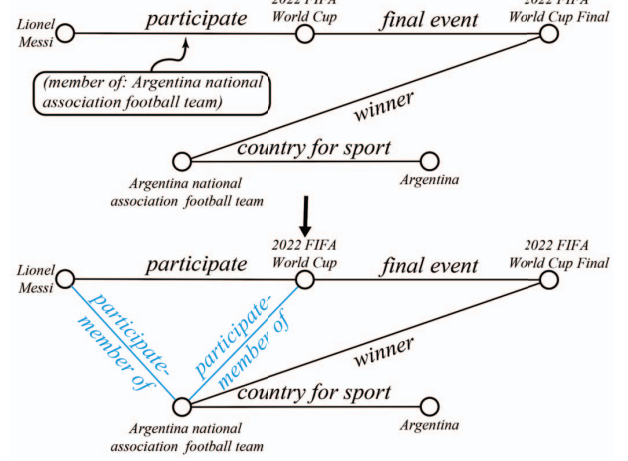 2022 FIFA
World Cup
World Cup Final
participate
final event
Lionel
Messi
(member of: Argentina national
association football team)
winner
country for sport
Argentina national
association football team
Argentina
2022 FIFA
World Cup
2022 FIFA
World Cup Final
participate
final event
Lionel
Messi
participate-
member of
participate-
member of
winner
country for sport
Argentina national
association football team
Argentina